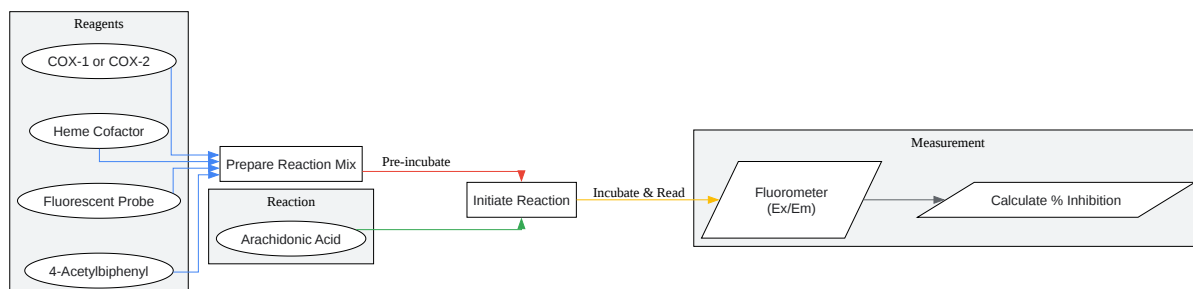 Reagents
COX-1 or COX-2
Heme Cofactor
Fluorescent Probe
4-Acetylbiphenyl
Prepare Reaction Mix
Pre-incubate
Reaction
Arachidonic Acid
Initiate Reaction
Incubate & Read
Measurement
Fluorometer
(Ex/Em)
Calculate % Inhibition